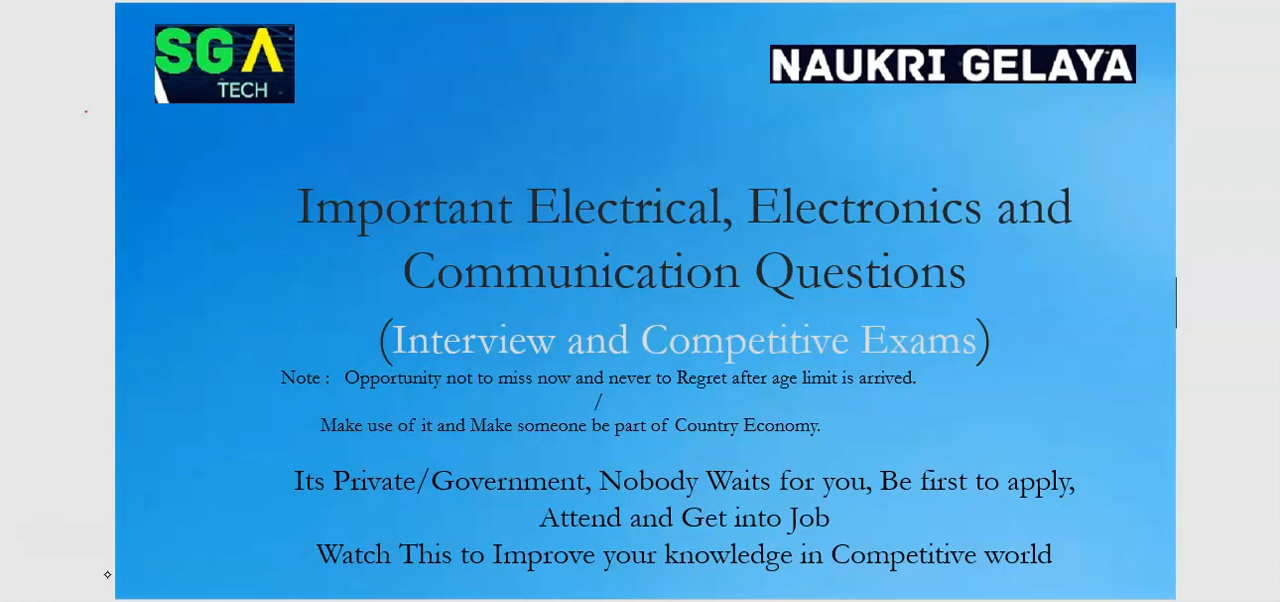 SGA
TECH
NAUKRI GELAYA
Important Electrical, Electronics and
Communication Questions
(Interview and Competitive Exams)
Note : Opportunity not to miss now and never to Regret after age limit is arrived.
/
Make use of it and Make someone be part of Country Economy.
Its Private/Government, Nobody Waits for you, Be first to apply,
Attend and Get into Job
Watch This to Improve your knowledge in Competitive world